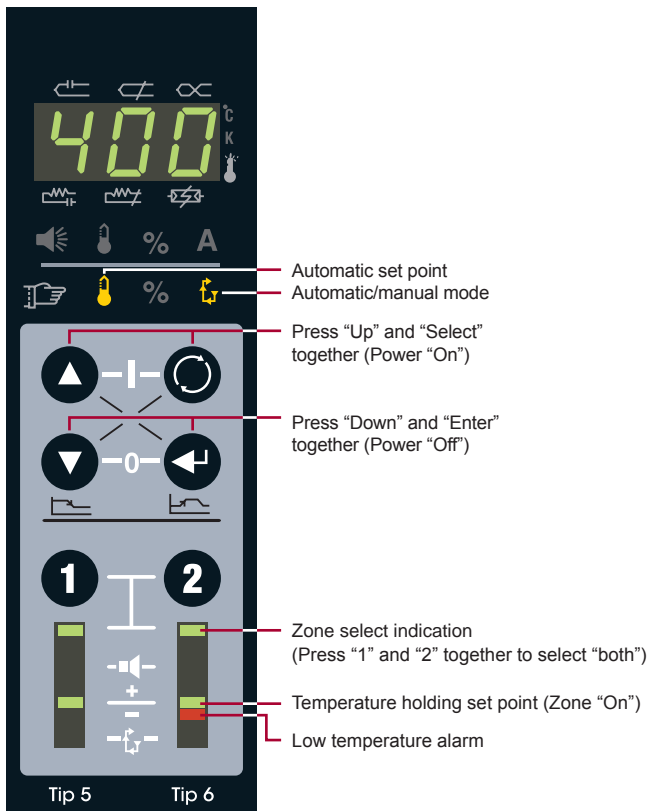 400
°C
K
% A
%
Automatic set point
Automatic/manual mode
Press “Up” and “Select”
together (Power “On”)
Press “Down” and “Enter”
together (Power “Off”)
0
1 2
Zone select indication
(Press “1” and “2” together to select “both”)
+
Temperature holding set point (Zone “On”)
-
Low temperature alarm
Tip 5 Tip 6